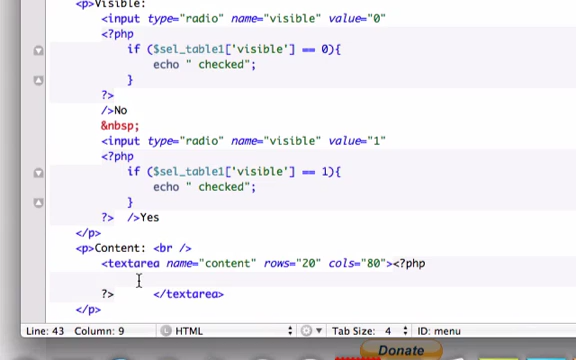 <p>Visible:
<input type="radio" name="visible" value="0"
<?php
if ($sel_table1['visible'] == 0){
echo " checked";
}
?>
/>No
&nbsp;
<input type="radio" name="visible" value="1"
<?php
if ($sel_table1['visible'] == 1){
echo " checked";
}
?> />Yes
</p>
<p>Content: <br />
<textarea name="content" rows="20" cols="80"><?php
?> </textarea>
</p>
Line: 43 Column: 9 L HTML Tab Size: 4 ID: menu
Donate